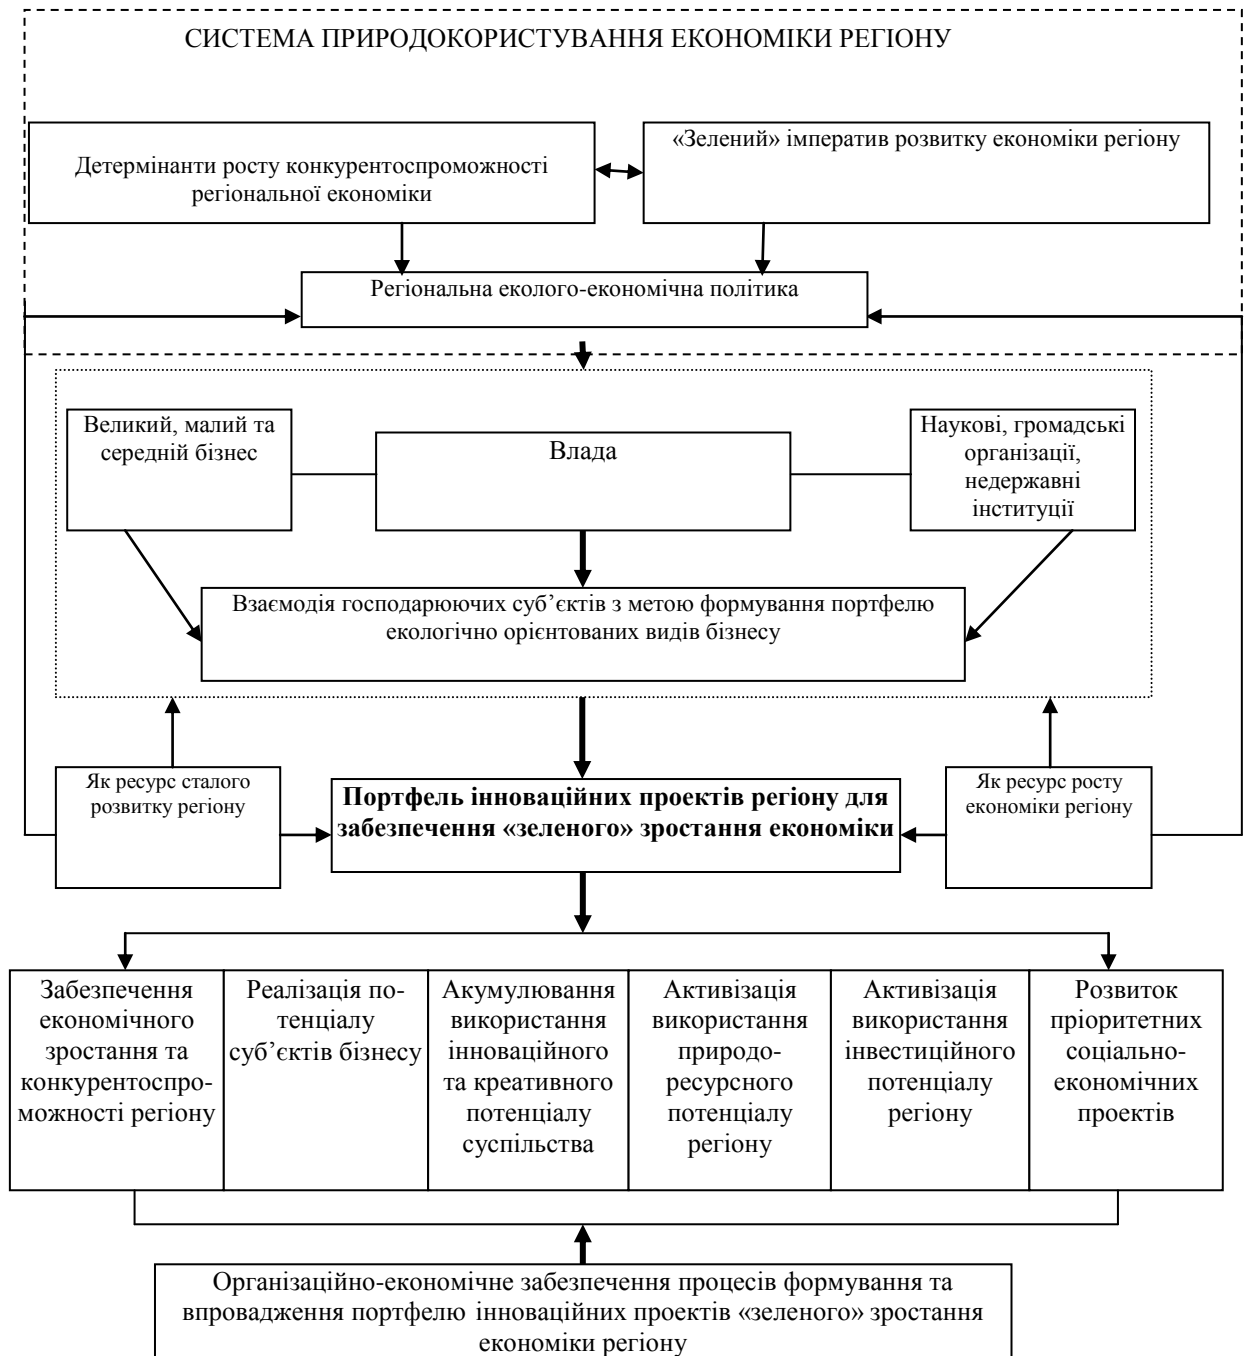 СИСТЕМА ПРИРОДОКОРИСТУВАННЯ ЕКОНОМІКИ РЕГІОНУ
Детермінанти росту конкурентоспроможності
регіональної економіки
«Зелений» імператив розвитку економіки регіону
Регіональна еколого-економічна політика
Великий, малий та
середній бізнес
Влада
Наукові, громадські
організації,
недержавні
інституції
Взаємодія господарюючих суб’єктів з метою формування портфелю
екологічно орієнтованих видів бізнесу
Як ресурс сталого
розвитку регіону
Портфель інноваційних проектів регіону для
забезпечення «зеленого» зростання економіки
Як ресурс росту
економіки регіону
Забезпечення
економічного
зростання та
конкурентоспро-
можності регіону
Реалізація по-
тенціалу
суб’єктів бізнесу
Акумулювання
використання
інноваційного
та креативного
потенціалу
суспільства
Активізація
використання
природо-
ресурсного
потенціалу
регіону
Активізація
використання
інвестиційного
потенціалу
регіону
Розвиток
пріоритетних
соціально-
економічних
проектів
Організаційно-економічне забезпечення процесів формування та
впровадження портфелю інноваційних проектів «зеленого» зростання
економіки регіону